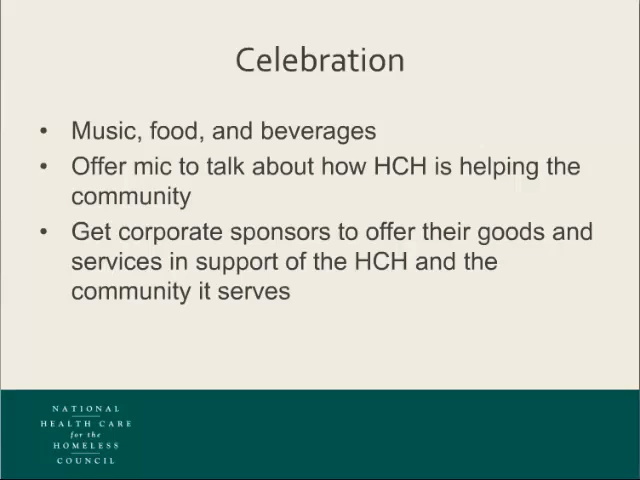 Celebration
• Music, food, and beverages
• Offer mic to talk about how HCH is helping the
community
• Get corporate sponsors to offer their goods and
services in support of the HCH and the
community it serves
NATIONAL
HEALTH CARE
for the
HOMELESS
COUNCIL